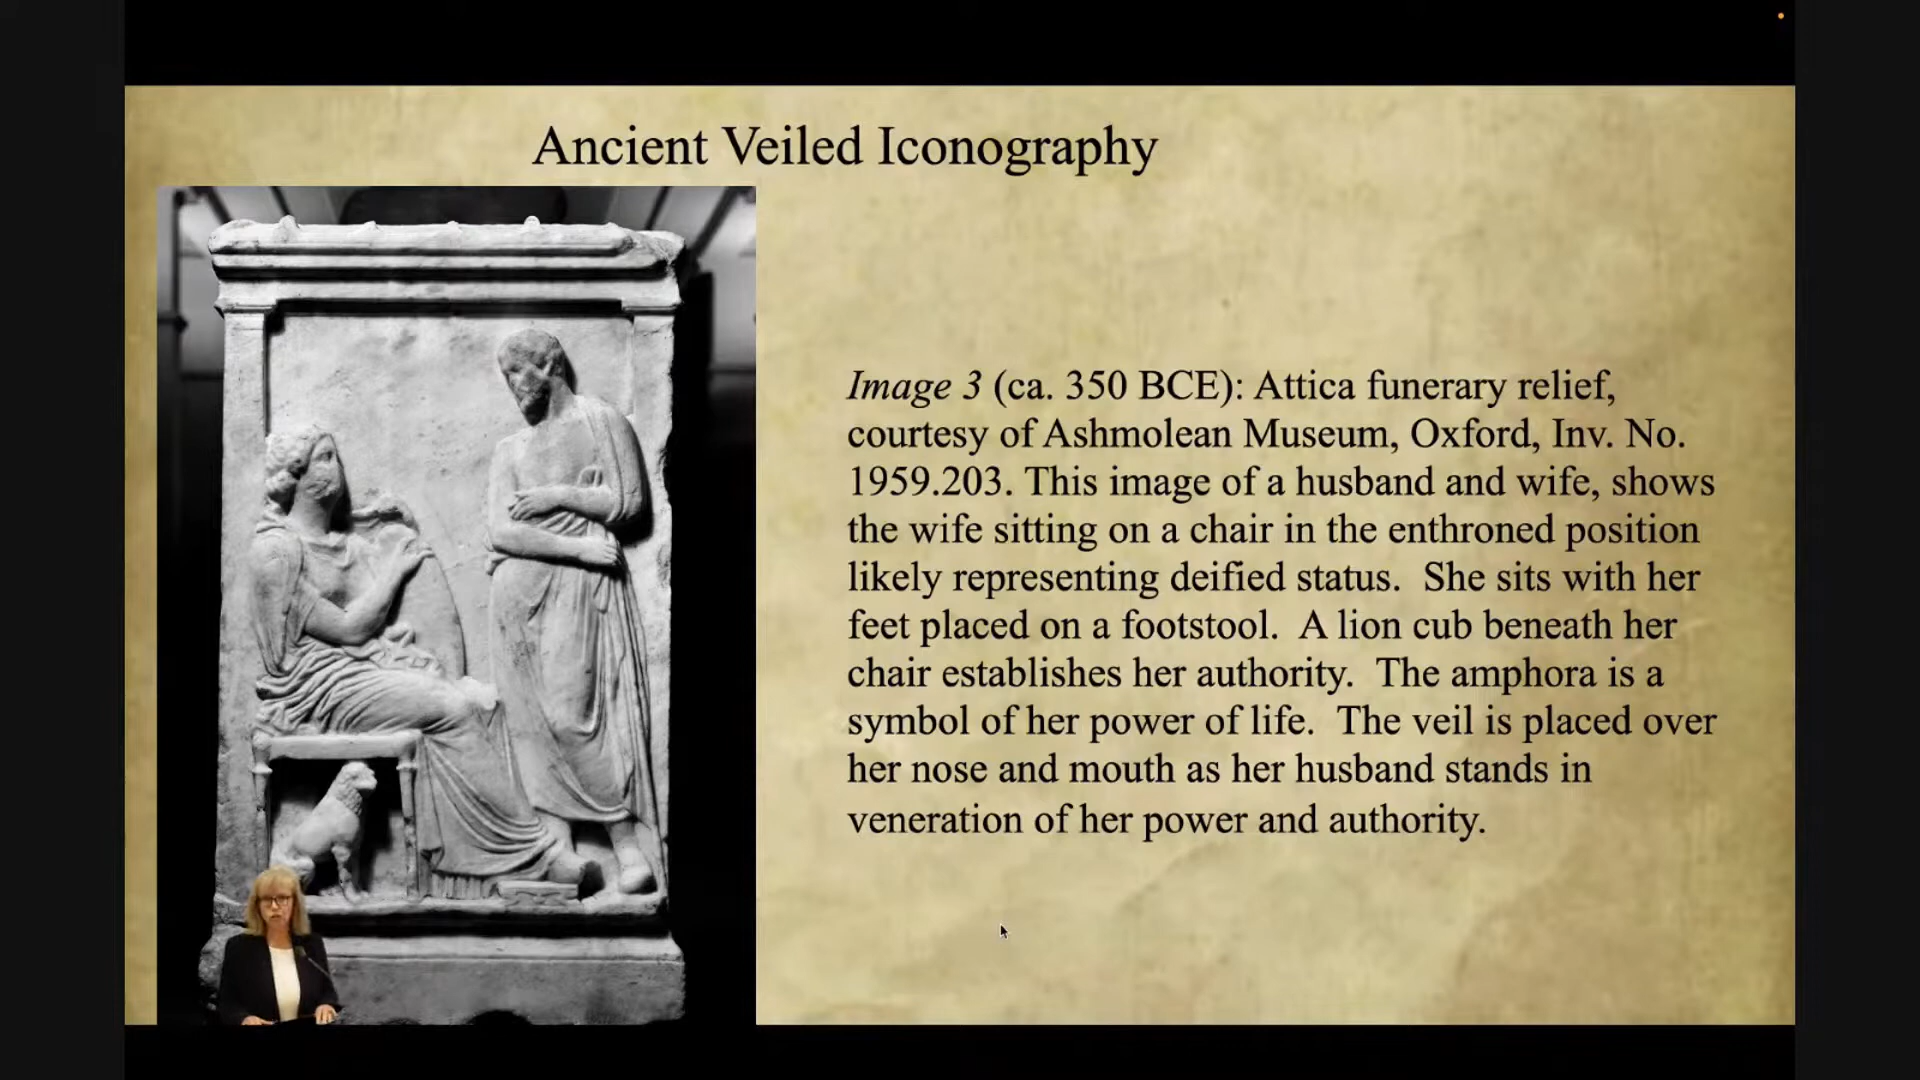 Ancient Veiled Iconography
Image 3 (ca. 350 BCE): Attica funerary relief,
courtesy of Ashmolean Museum, Oxford, Inv. No.
1959.203. This image of a husband and wife, shows
the wife sitting on a chair in the enthroned position
likely representing deified status.  She sits with her
feet placed on a footstool.  A lion cub beneath her
chair establishes her authority.  The amphora is a
symbol of her power of life.  The veil is placed over
her nose and mouth as her husband stands in
veneration of her power and authority.